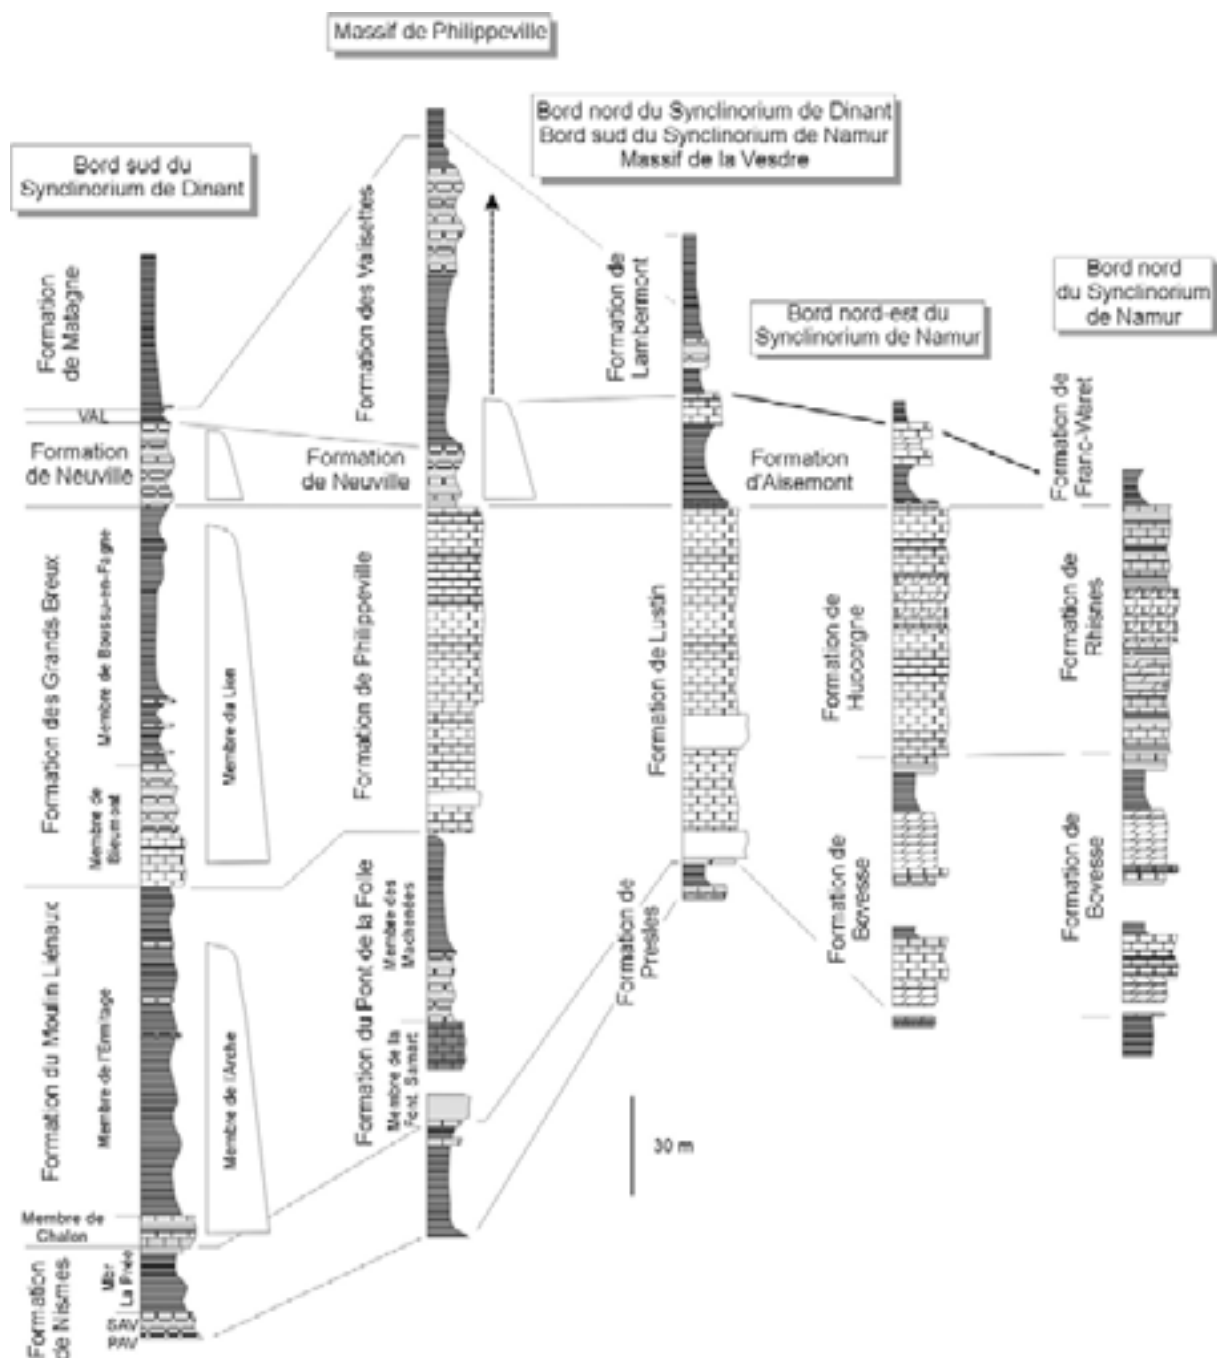 Massif de Philippeville
Bord nord du Synclinorium de Dinant
Bord sud du Synclinorium de Namur
Massif de la Vesdre
Bord sud du
Synclinorium de Dinant
Bord nord-est du
Synclinorium de Namur
Bord nord
du Synclinorium
de Namur
Formation
de Matagne
VAL
Formation
de Neuville
Formation des Grands Breux
Membre de Boussu-en-Fagne
Membre de
Bieumont
Membre du Lion
Formation du Moulin Liénaux
Membre de l'Ermitage
Membre de l'Arche
Membre de
Chalon
Formation
de Nismes
Mbr
La Prée
SAV
PAV
Formation des Valisettes
Formation
de Neuville
Formation de Philippeville
Formation du Pont de la Folle
Membre des
Machenées
Membre de la
Font. Samart
Formation de
Lambermont
Formation
d'Aisemont
Formation de Lustin
Formation de
Presles
30 m
Formation de
Huccorgne
Formation de
Bovesse
Formation de
Franc-Waret
Formation de
Rhisnes
Formation de
Bovesse